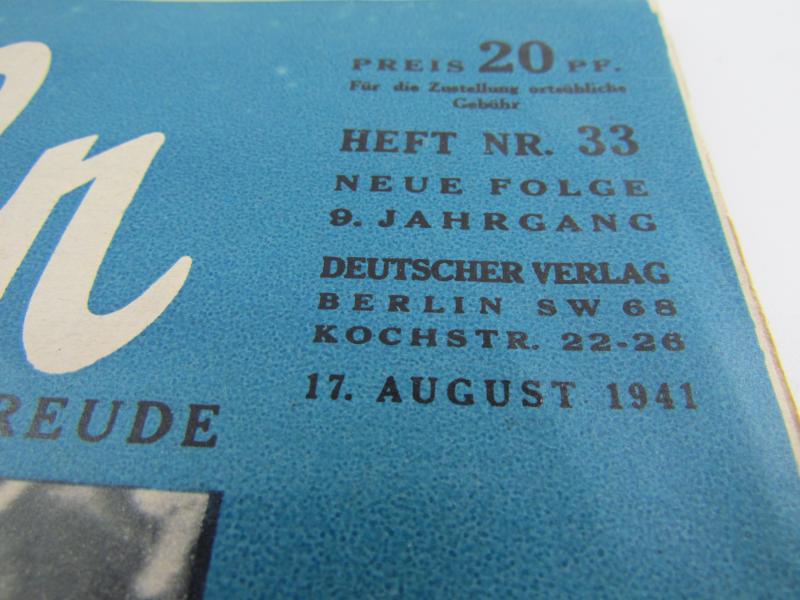 PREIS 20 PF.
Für die Zustellung ortsübliche
Gebühr
HEFT NR. 33
NEUE FOLGE
9. JAHRGANG
DEUTSCHER VERLAG
BERLIN SW 68
KOCHSTR. 22-26
17. AUGUST 1941
n
REUDE